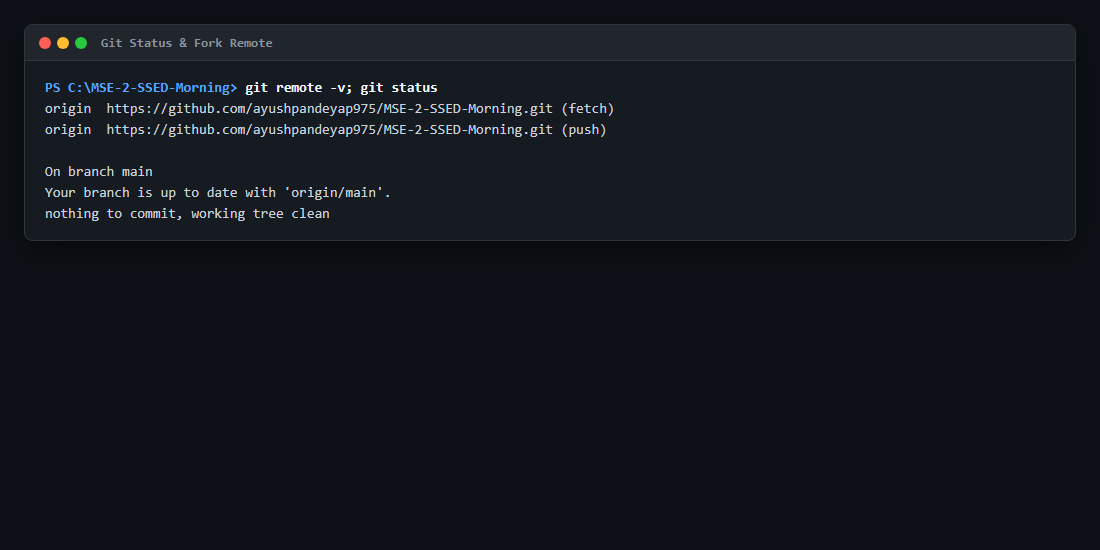 Git Status & Fork Remote
PS C:\MSE-2-SSED-Morning> git remote -v; git status
origin  https://github.com/ayushpandeyap975/MSE-2-SSED-Morning.git (fetch)
origin  https://github.com/ayushpandeyap975/MSE-2-SSED-Morning.git (push)
On branch main
Your branch is up to date with 'origin/main'.
nothing to commit, working tree clean